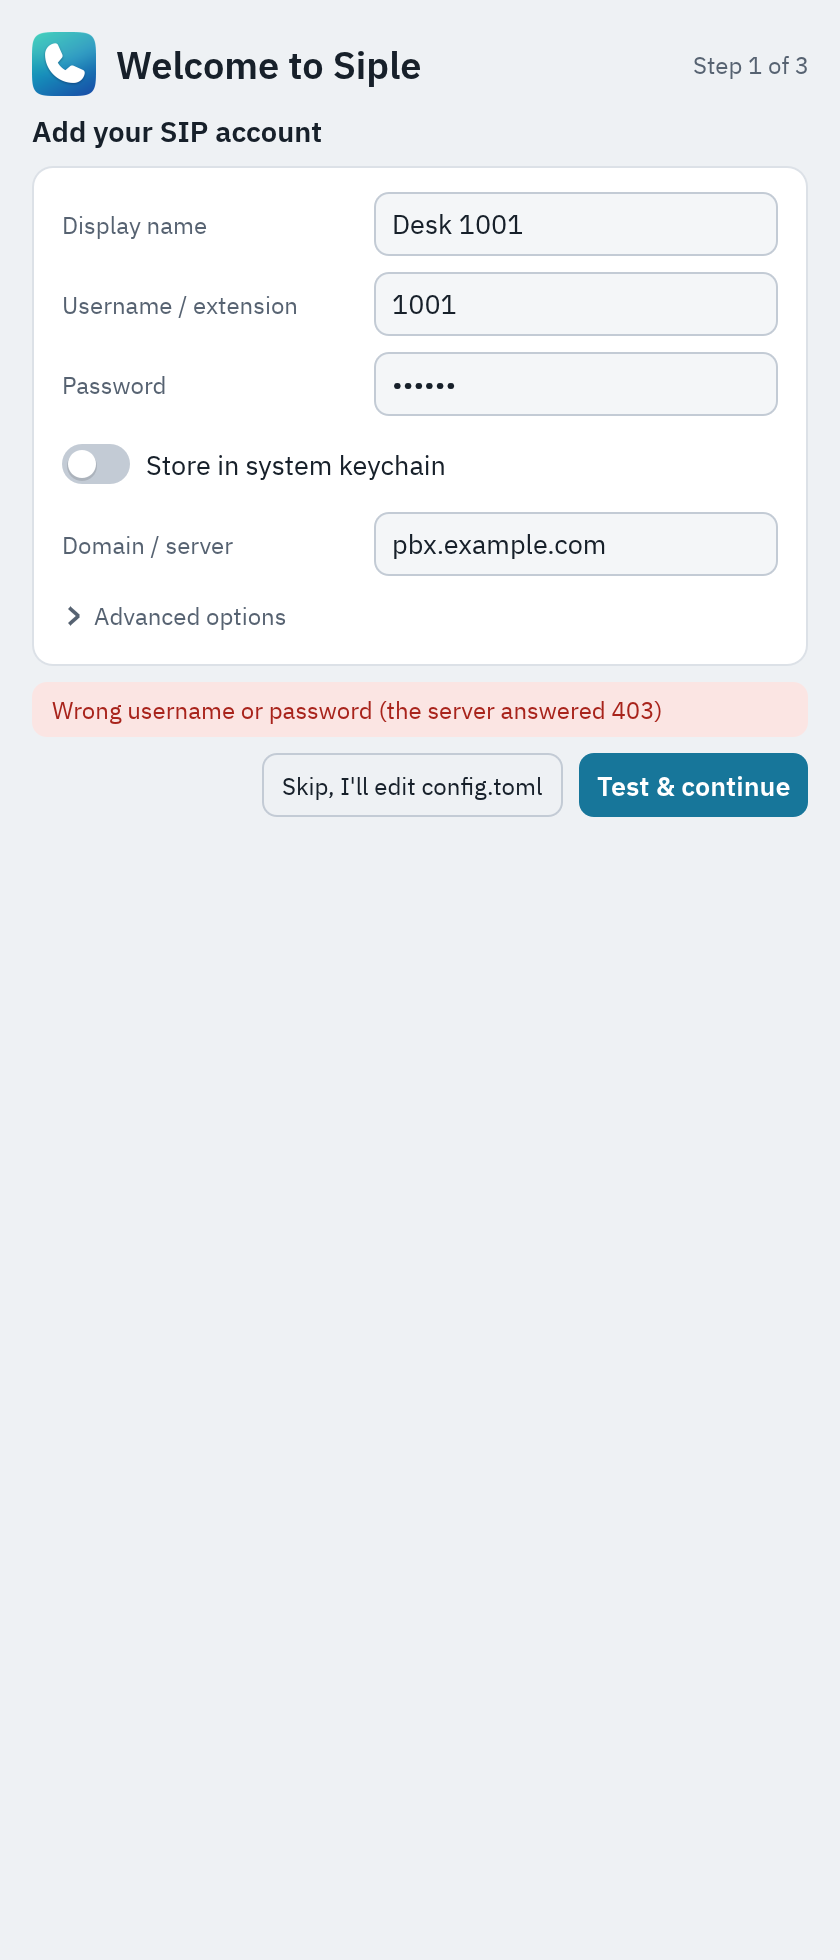 Welcome to Siple
Step 1 of 3
Add your SIP account
Display name
Desk 1001
Username / extension
1001
Password
••••••
Store in system keychain
Domain / server
pbx.example.com
Advanced options
Wrong username or password (the server answered 403)
Skip, I'll edit config.toml
Test & continue